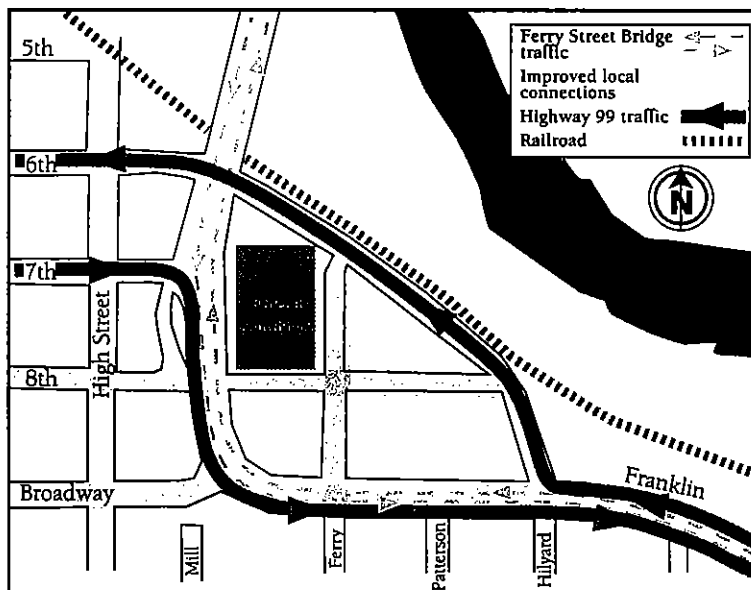 5th
6th
7th
8th
Broadway
High Street
Mill
Ferry
Patterson
Hilyard
Franklin
Ferry Street Bridge
traffic
Improved local
connections
Highway 99 traffic
Railroad
N